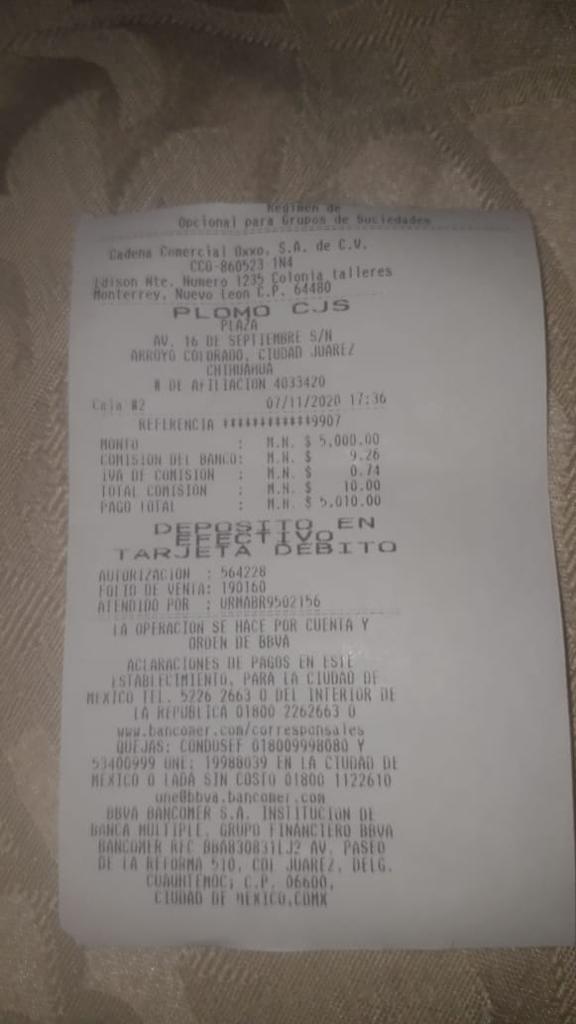 Regimen de
Opcional para Grupos de Sociedades
Cadena Comercial Oxxo, S.A. de C.V.
CCO-860523 1N4
Edison Nte. Numero 1235 Colonia talleres
Monterrey, Nuevo Leon C.P. 64480
PLOMO CJS
PLAZA
AV. 16 DE SEPTIEMBRE S/N
ARROYO COLORADO, CIUDAD JUAREZ
CHIHUAHUA
# DE AFILIACION 4033420
Caja #2 07/11/2020 17:36
REFERENCIA ************9907
MONTO : M.N. $ 5,000.00
COMISION DEL BANCO: M.N. $ 9.26
IVA DE COMISION : M.N. $ 0.74
TOTAL COMISION : M.N. $ 10.00
PAGO TOTAL : M.N. $ 5,010.00
DEPOSITO EN
EFECTIVO
TARJETA DEBITO
AUTORIZACION : 564228
FOLIO DE VENTA: 190160
ATENDIDO POR : URMABR9502156
LA OPERACION SE HACE POR CUENTA Y
ORDEN DE BBVA
ACLARACIONES DE PAGOS EN ESTE
ESTABLECIMIENTO, PARA LA CIUDAD DE
MEXICO TEL. 5226 2663 O DEL INTERIOR DE
LA REPUBLICA 01800 2262663 O
www.bancomer.com/corresponsales
QUEJAS: CONDUSEF 018009998080 Y
53400999 UNE: 19988039 EN LA CIUDAD DE
MEXICO O LADA SIN COSTO 01800 1122610
une@bbva.bancomer.com
BBVA BANCOMER S.A. INSTITUCION DE
BANCA MULTIPLE, GRUPO FINANCIERO BBVA
BANCOMER RFC BBA830831LJ2 AV. PASEO
DE LA REFORMA 510, COL JUAREZ, DELG.
CUAUHTEMOC; C.P. 06600,
CIUDAD DE MEXICO,CDMX